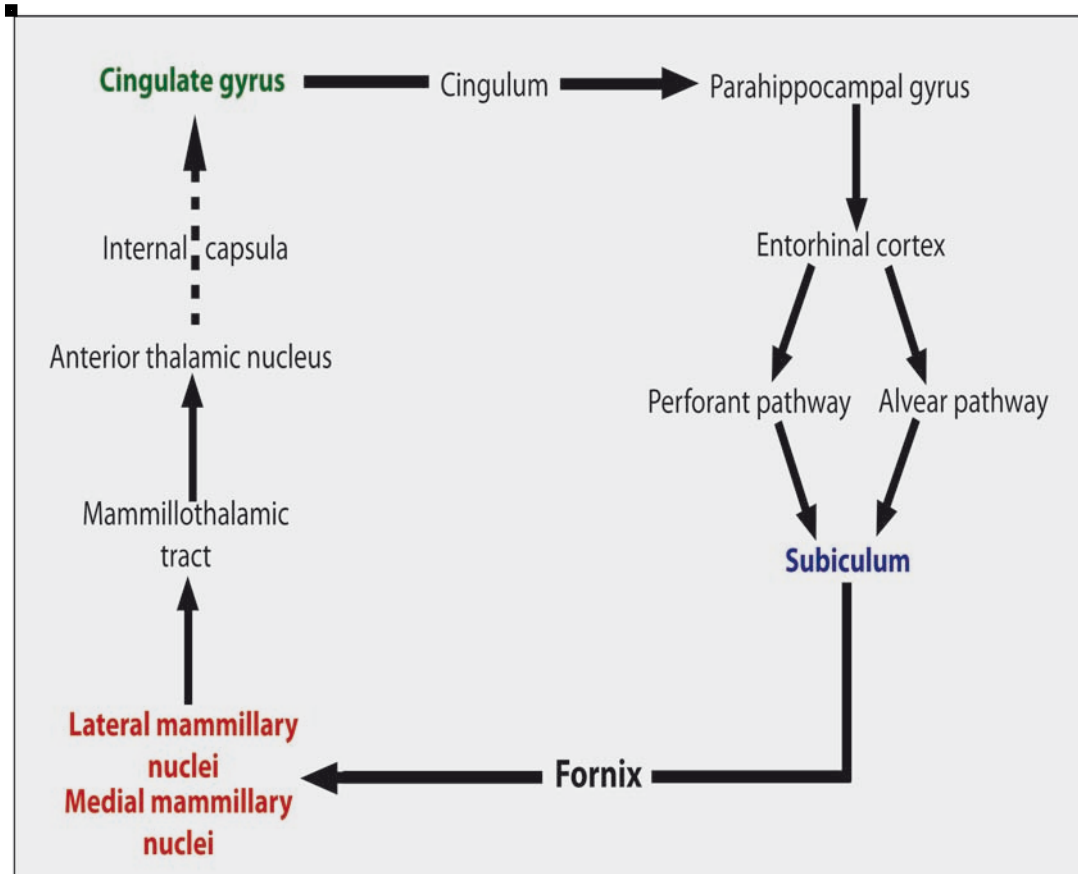 Cingulate gyrus
Cingulum
Parahippocampal gyrus
Internal capsula
Entorhinal cortex
Anterior thalamic nucleus
Perforant pathway
Alvear pathway
Mammillothalamic
tract
Subiculum
Lateral mammillary
nuclei
Medial mammillary
nuclei
Fornix